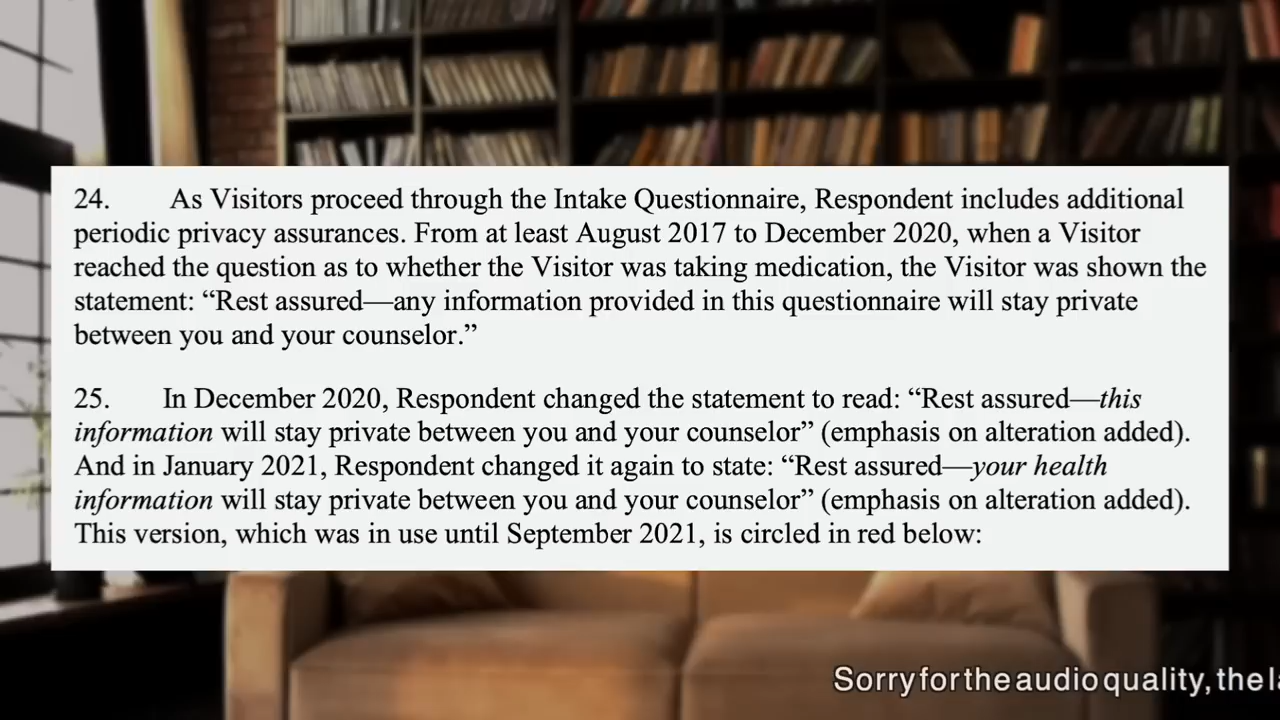 24. As Visitors proceed through the Intake Questionnaire, Respondent includes additional
periodic privacy assurances. From at least August 2017 to December 2020, when a Visitor
reached the question as to whether the Visitor was taking medication, the Visitor was shown the
statement: “Rest assured—any information provided in this questionnaire will stay private
between you and your counselor.”
25. In December 2020, Respondent changed the statement to read: “Rest assured—this
information will stay private between you and your counselor” (emphasis on alteration added).
And in January 2021, Respondent changed it again to state: “Rest assured—your health
information will stay private between you and your counselor” (emphasis on alteration added).
This version, which was in use until September 2021, is circled in red below:
Sorry for the audio quality, the